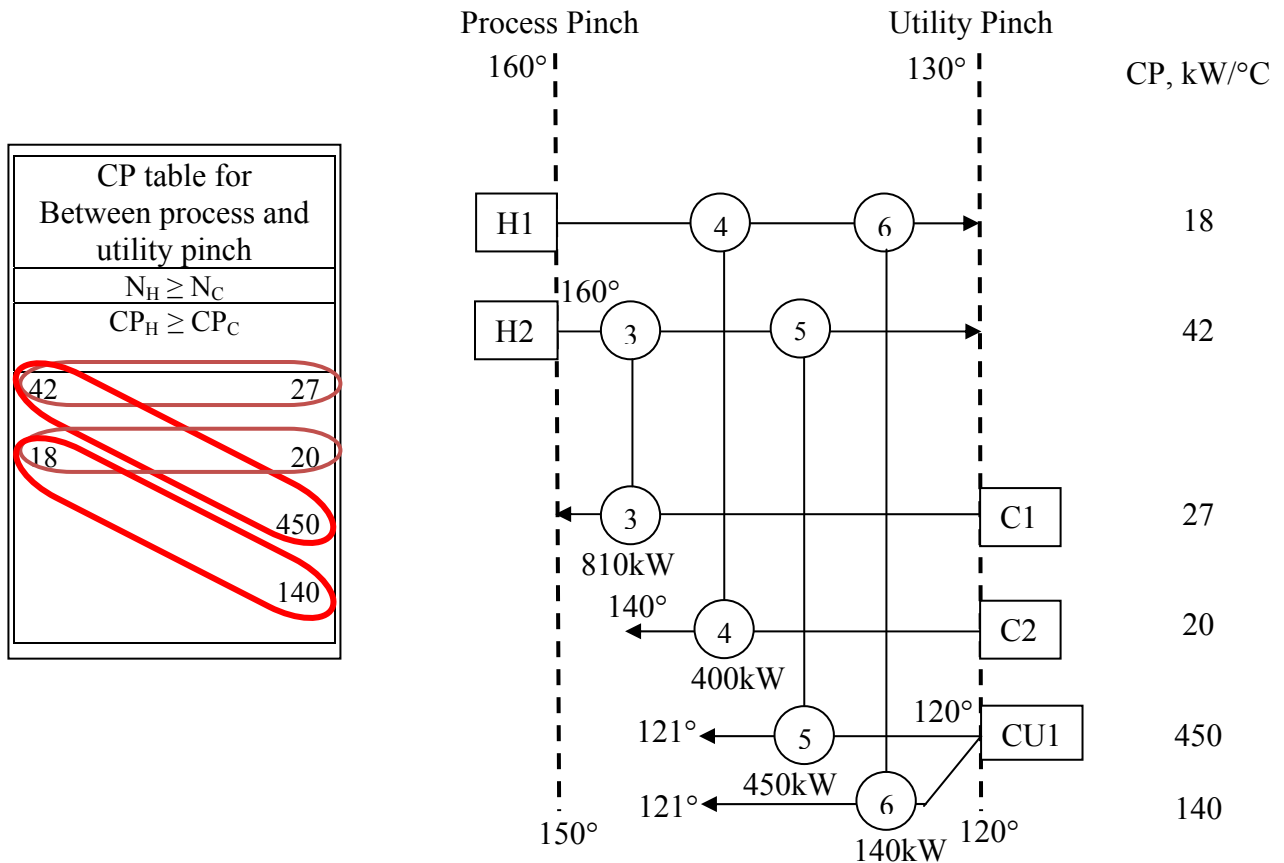 Process Pinch
Utility Pinch
160°
130°
CP, kW/°C
CP table for
Between process and
utility pinch
N_H ≥ N_C
CP_H ≥ CP_C
42 27
18 20
450
140
H1 4 6 18
160°
H2 3 5 42
3 C1 27
810kW
140°
4 C2 20
400kW
120°
121° 5 CU1 450
450kW
121° 6 140
150° 140kW 120°